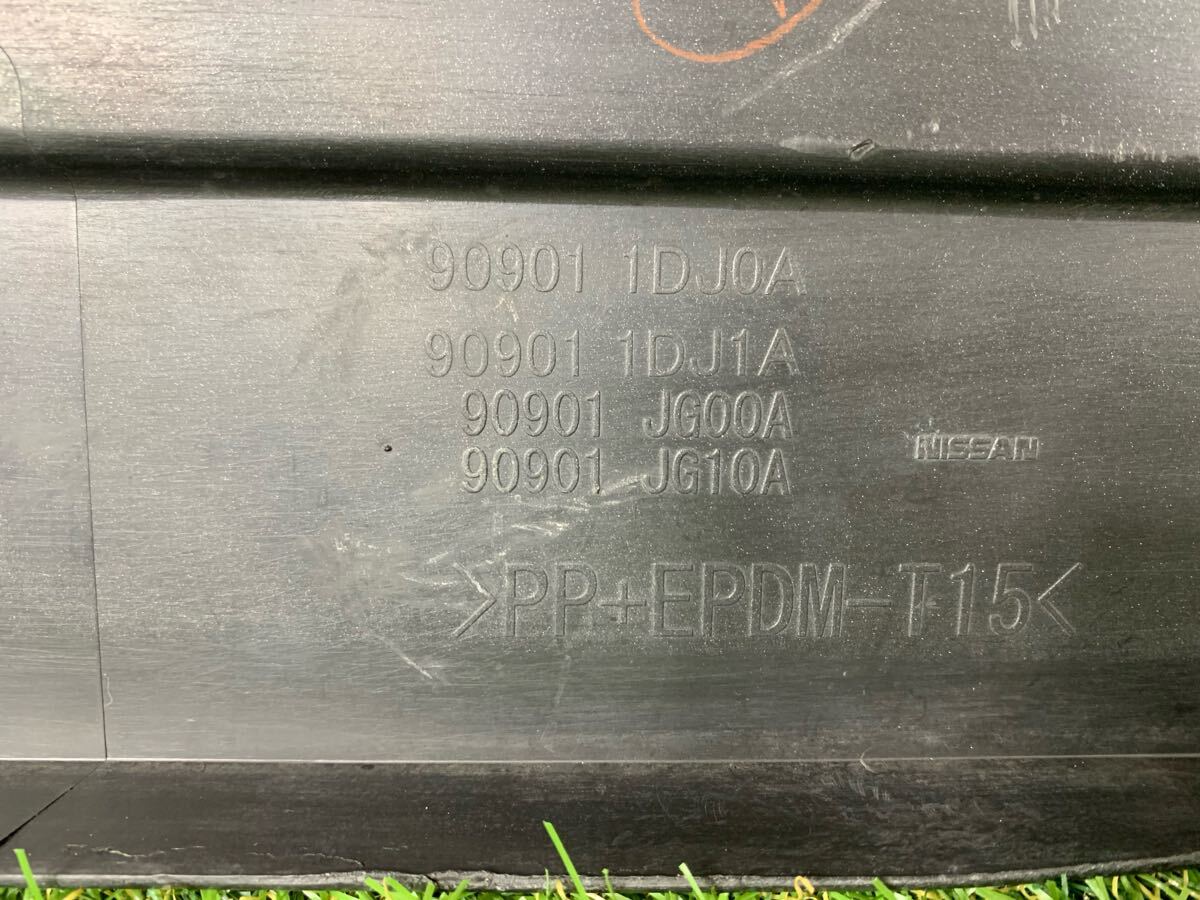 90901 1DJ0A
90901 1DJ1A
90901 JG00A
90901 JG10A
NISSAN
>PP+EPDM-T15<